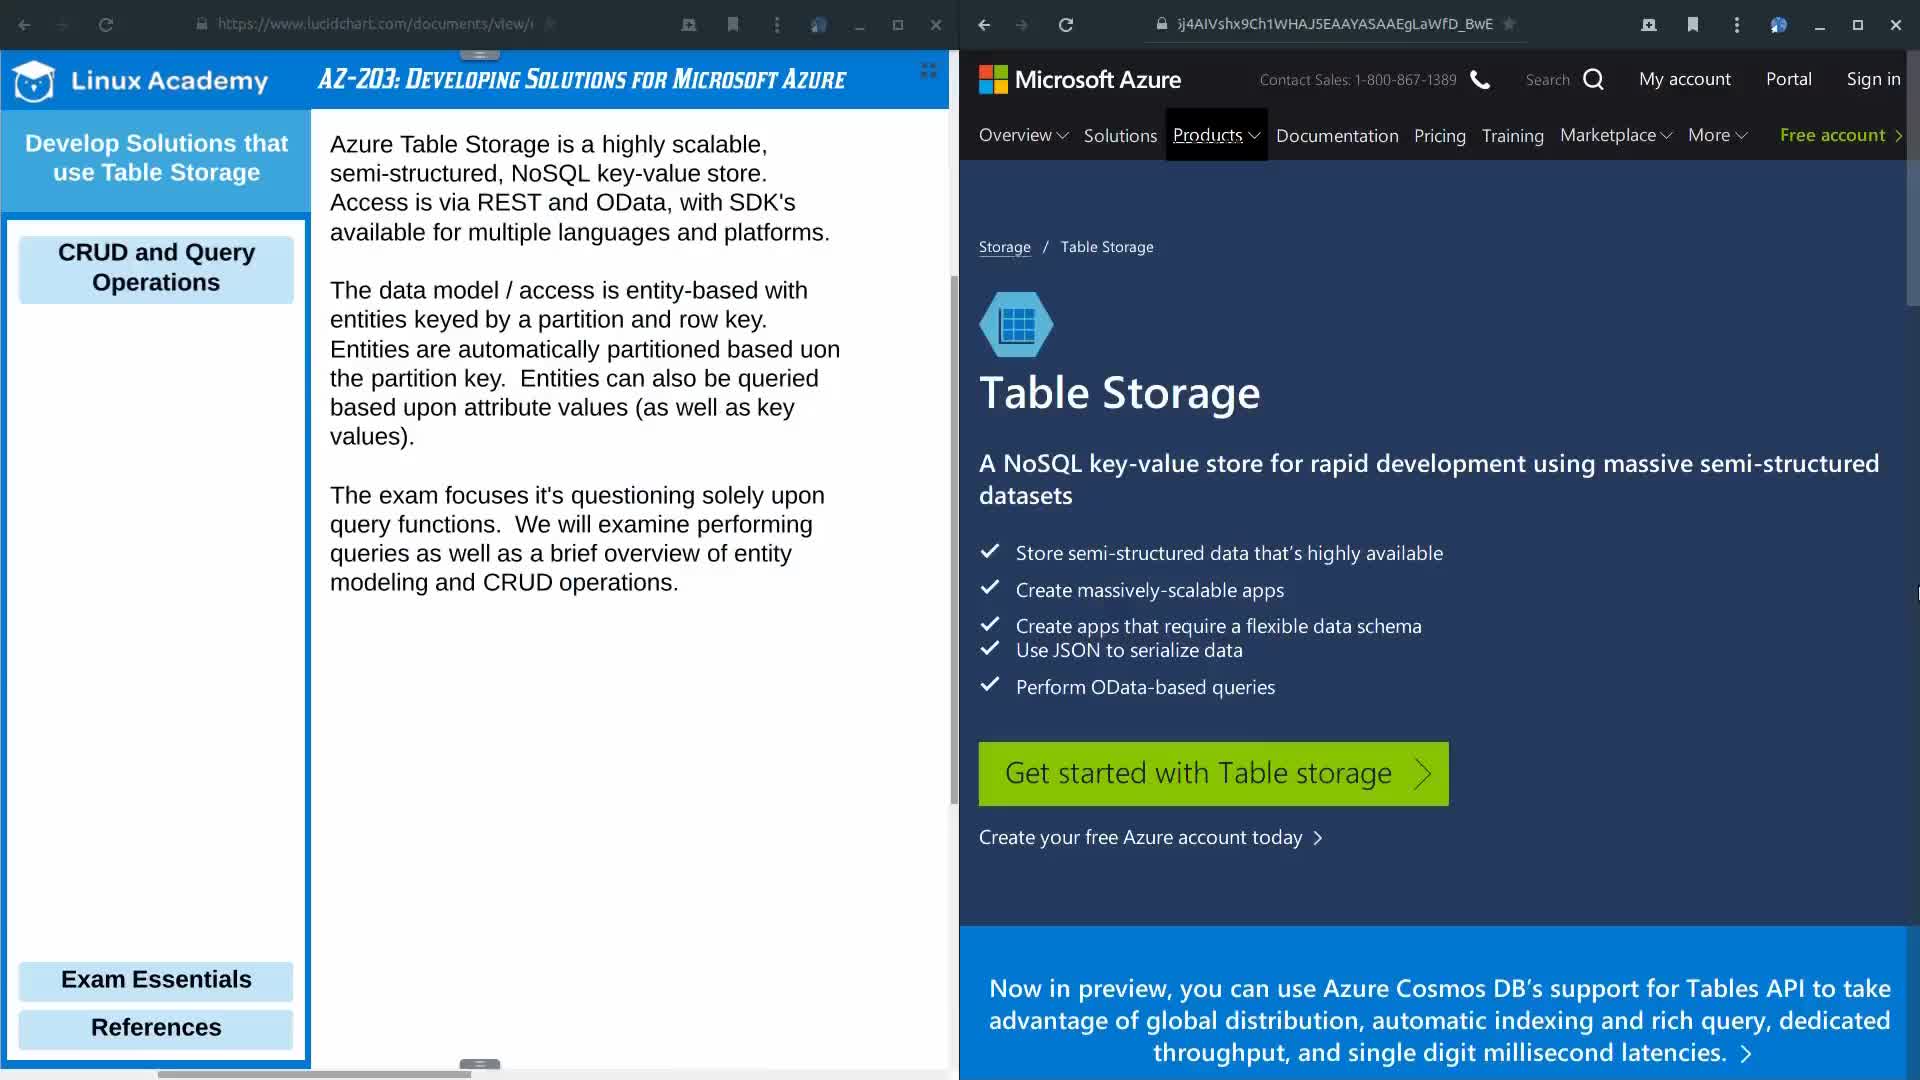 https://www.lucidchart.com/documents/view/
5j4AIVshx9Ch1WHAJ5EAAYASAAEgLaWfD_BwE
Linux Academy
AZ-203: Developing Solutions for Microsoft Azure
Develop Solutions that
use Table Storage
CRUD and Query
Operations
Exam Essentials
References
Azure Table Storage is a highly scalable,
semi-structured, NoSQL key-value store.
Access is via REST and OData, with SDK's
available for multiple languages and platforms.
The data model / access is entity-based with
entities keyed by a partition and row key.
Entities are automatically partitioned based uon
the partition key.  Entities can also be queried
based upon attribute values (as well as key
values).
The exam focuses it's questioning solely upon
query functions.  We will examine performing
queries as well as a brief overview of entity
modeling and CRUD operations.
Microsoft Azure
Contact Sales: 1-800-867-1389
Search
My account
Portal
Sign in
Overview
Solutions
Products
Documentation
Pricing
Training
Marketplace
More
Free account
Storage / Table Storage
Table Storage
A NoSQL key-value store for rapid development using massive semi-structured
datasets
Store semi-structured data that's highly available
Create massively-scalable apps
Create apps that require a flexible data schema
Use JSON to serialize data
Perform OData-based queries
Get started with Table storage
Create your free Azure account today
Now in preview, you can use Azure Cosmos DB's support for Tables API to take
advantage of global distribution, automatic indexing and rich query, dedicated
throughput, and single digit millisecond latencies.